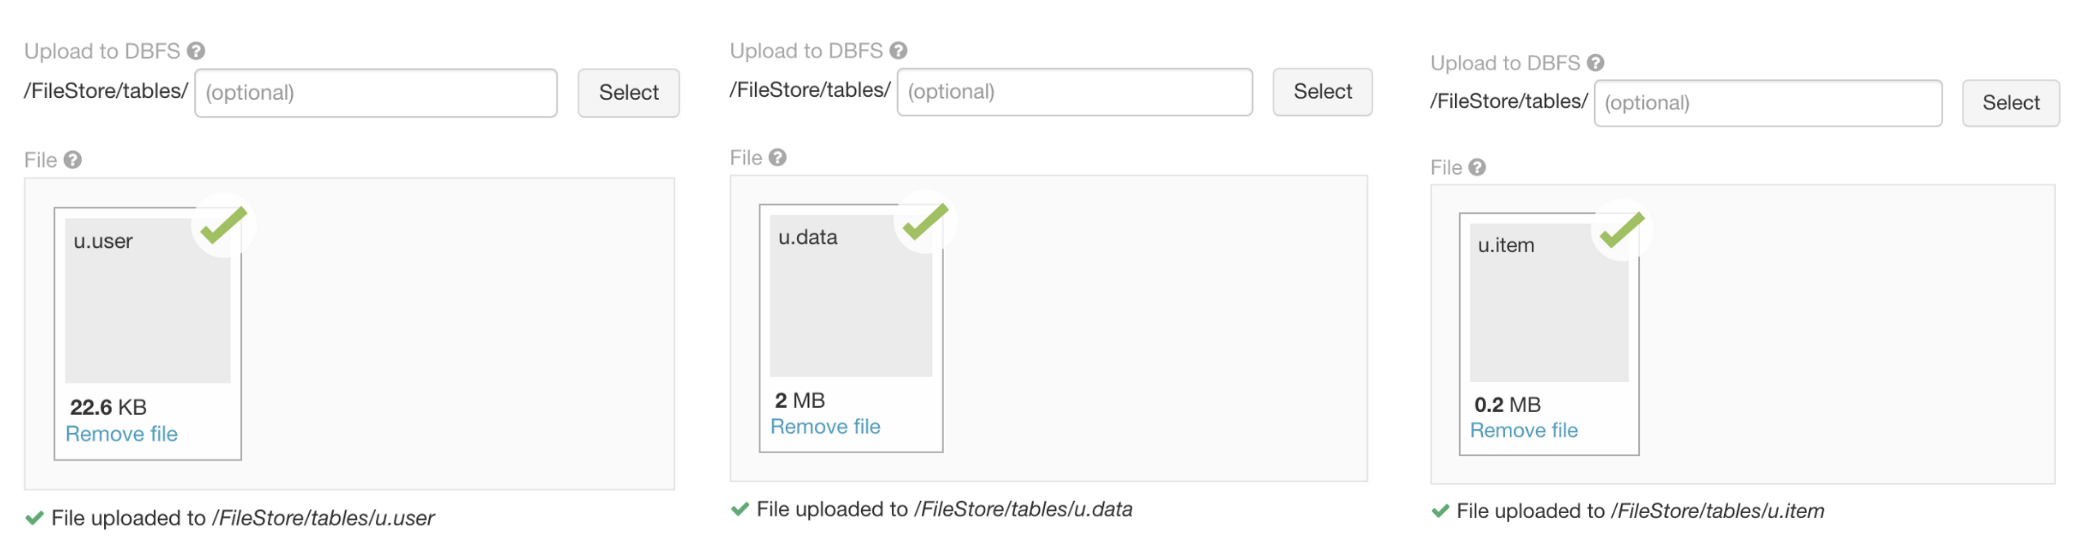 Upload to DBFS ?
/FileStore/tables/ (optional) Select
File ?
u.user
22.6 KB
Remove file
File uploaded to /FileStore/tables/u.user
Upload to DBFS ?
/FileStore/tables/ (optional) Select
File ?
u.data
2 MB
Remove file
File uploaded to /FileStore/tables/u.data
Upload to DBFS ?
/FileStore/tables/ (optional) Select
File ?
u.item
0.2 MB
Remove file
File uploaded to /FileStore/tables/u.item